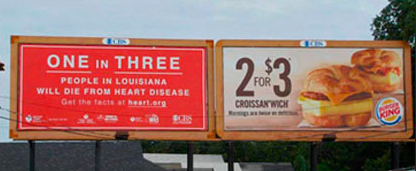 CBS
ONE IN THREE
PEOPLE IN LOUISIANA
WILL DIE FROM HEART DISEASE
Get the facts at heart.org
CBS
CBS
2 FOR $3
CROISSAN'WICH
Mornings are twice as delicious.
BURGER
KING